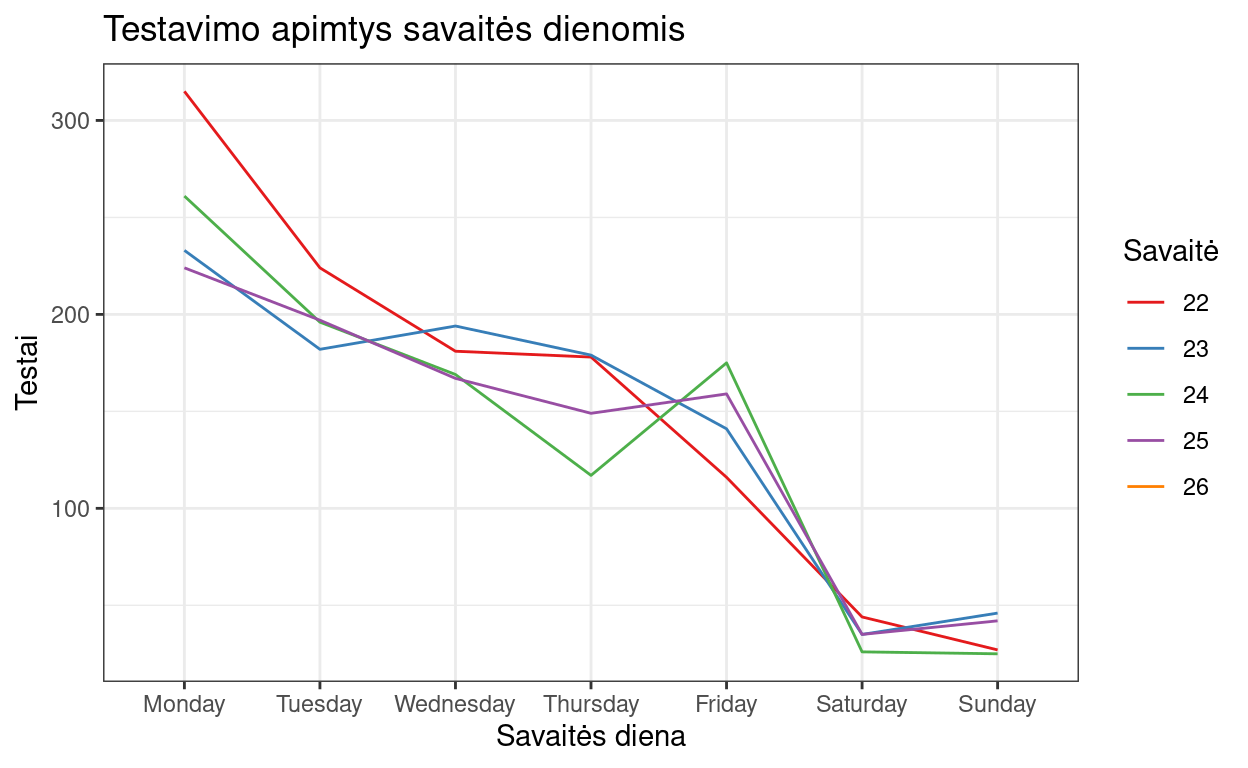 Testavimo apimtys savaitės dienomis
Testai
300
200
100
Monday Tuesday Wednesday Thursday Friday Saturday Sunday
Savaitės diena
Savaitė
22
23
24
25
26